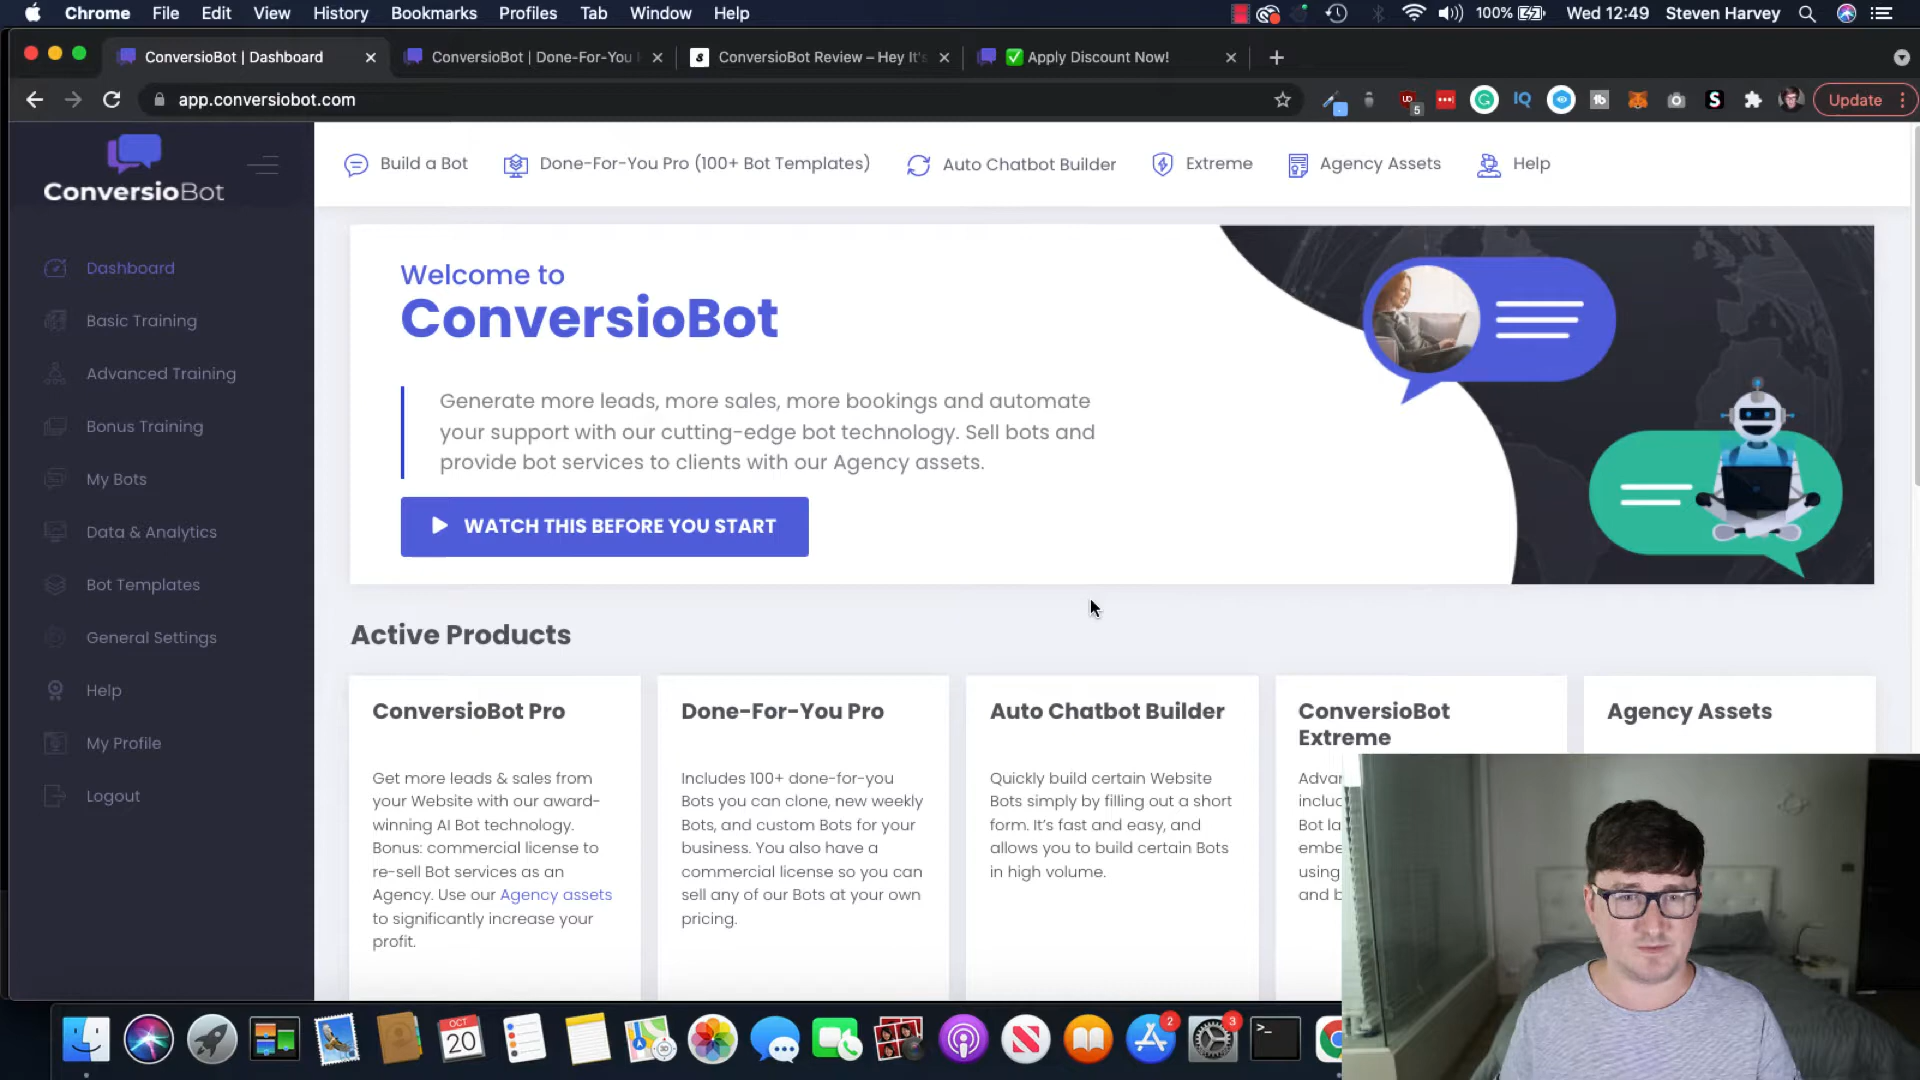 Chrome File Edit View History Bookmarks Profiles Tab Window Help
100% Wed 12:49 Steven Harvey
ConversioBot | Dashboard
ConversioBot | Done-For-You
ConversioBot Review – Hey It's
Apply Discount Now!
app.conversiobot.com
Update
ConversioBot
Build a Bot
Done-For-You Pro (100+ Bot Templates)
Auto Chatbot Builder
Extreme
Agency Assets
Help
Dashboard
Basic Training
Advanced Training
Bonus Training
My Bots
Data & Analytics
Bot Templates
General Settings
Help
My Profile
Logout
Welcome to
ConversioBot
Generate more leads, more sales, more bookings and automate
your support with our cutting-edge bot technology. Sell bots and
provide bot services to clients with our Agency assets.
WATCH THIS BEFORE YOU START
Active Products
ConversioBot Pro
Get more leads & sales from
your Website with our award-
winning AI Bot technology.
Bonus: commercial license to
re-sell Bot services as an
Agency. Use our Agency assets
to significantly increase your
profit.
Done-For-You Pro
Includes 100+ done-for-you
Bots you can clone, new weekly
Bots, and custom Bots for your
business. You also have a
commercial license so you can
sell any of our Bots at your own
pricing.
Auto Chatbot Builder
Quickly build certain Website
Bots simply by filling out a short
form. It's fast and easy, and
allows you to build certain Bots
in high volume.
ConversioBot
Extreme
Adva
includ
Bot la
embe
using
and b
Agency Assets
OCT
20
2
3